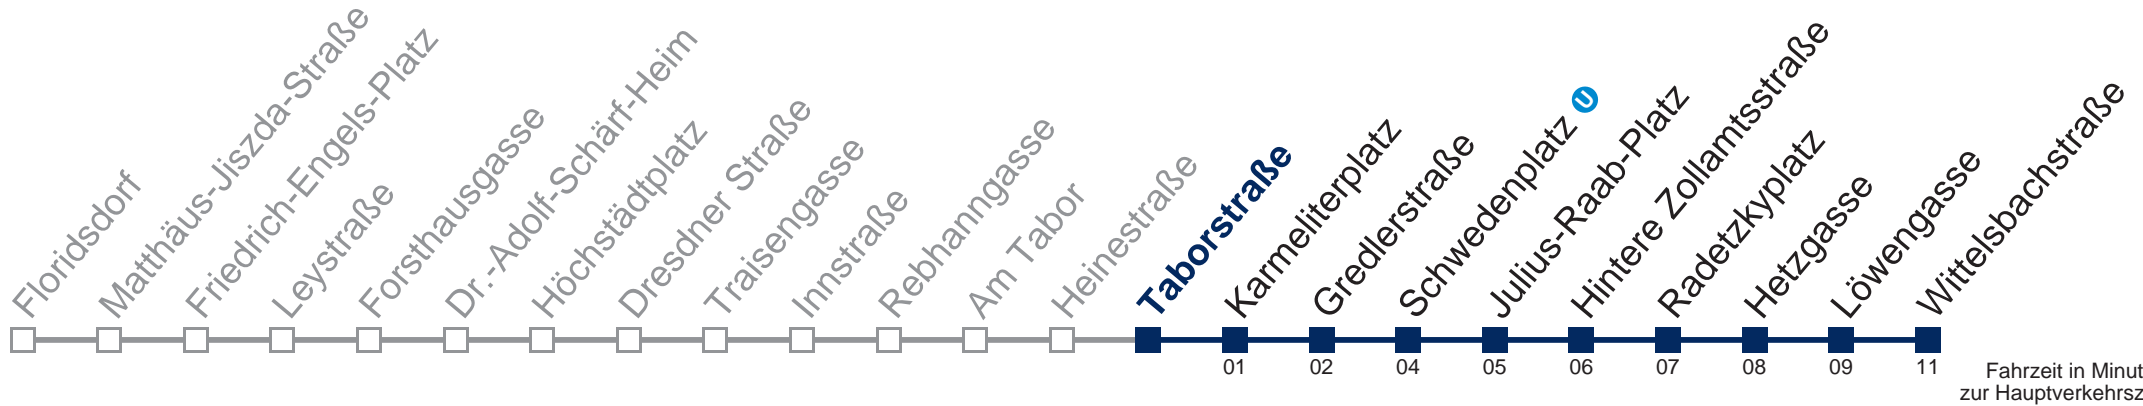 Floridsdorf
Matthäus-Jiszda-Straße
Friedrich-Engels-Platz
Leystraße
Forsthausgasse
Dr.-Adolf-Schärf-Heim
Höchstädtplatz
Dresdner Straße
Traisengasse
Innstraße
Rebhanngasse
Am Tabor
Heinestraße
Taborstraße
Karmeliterplatz
Gredlerstraße
Schwedenplatz U
Julius-Raab-Platz
Hintere Zollamtsstraße
Radetzkyplatz
Hetzgasse
Löwengasse
Wittelsbachstraße
01 02 04 05 06 07 08 09 11
Fahrzeit in Minut
zur Hauptverkehrsz